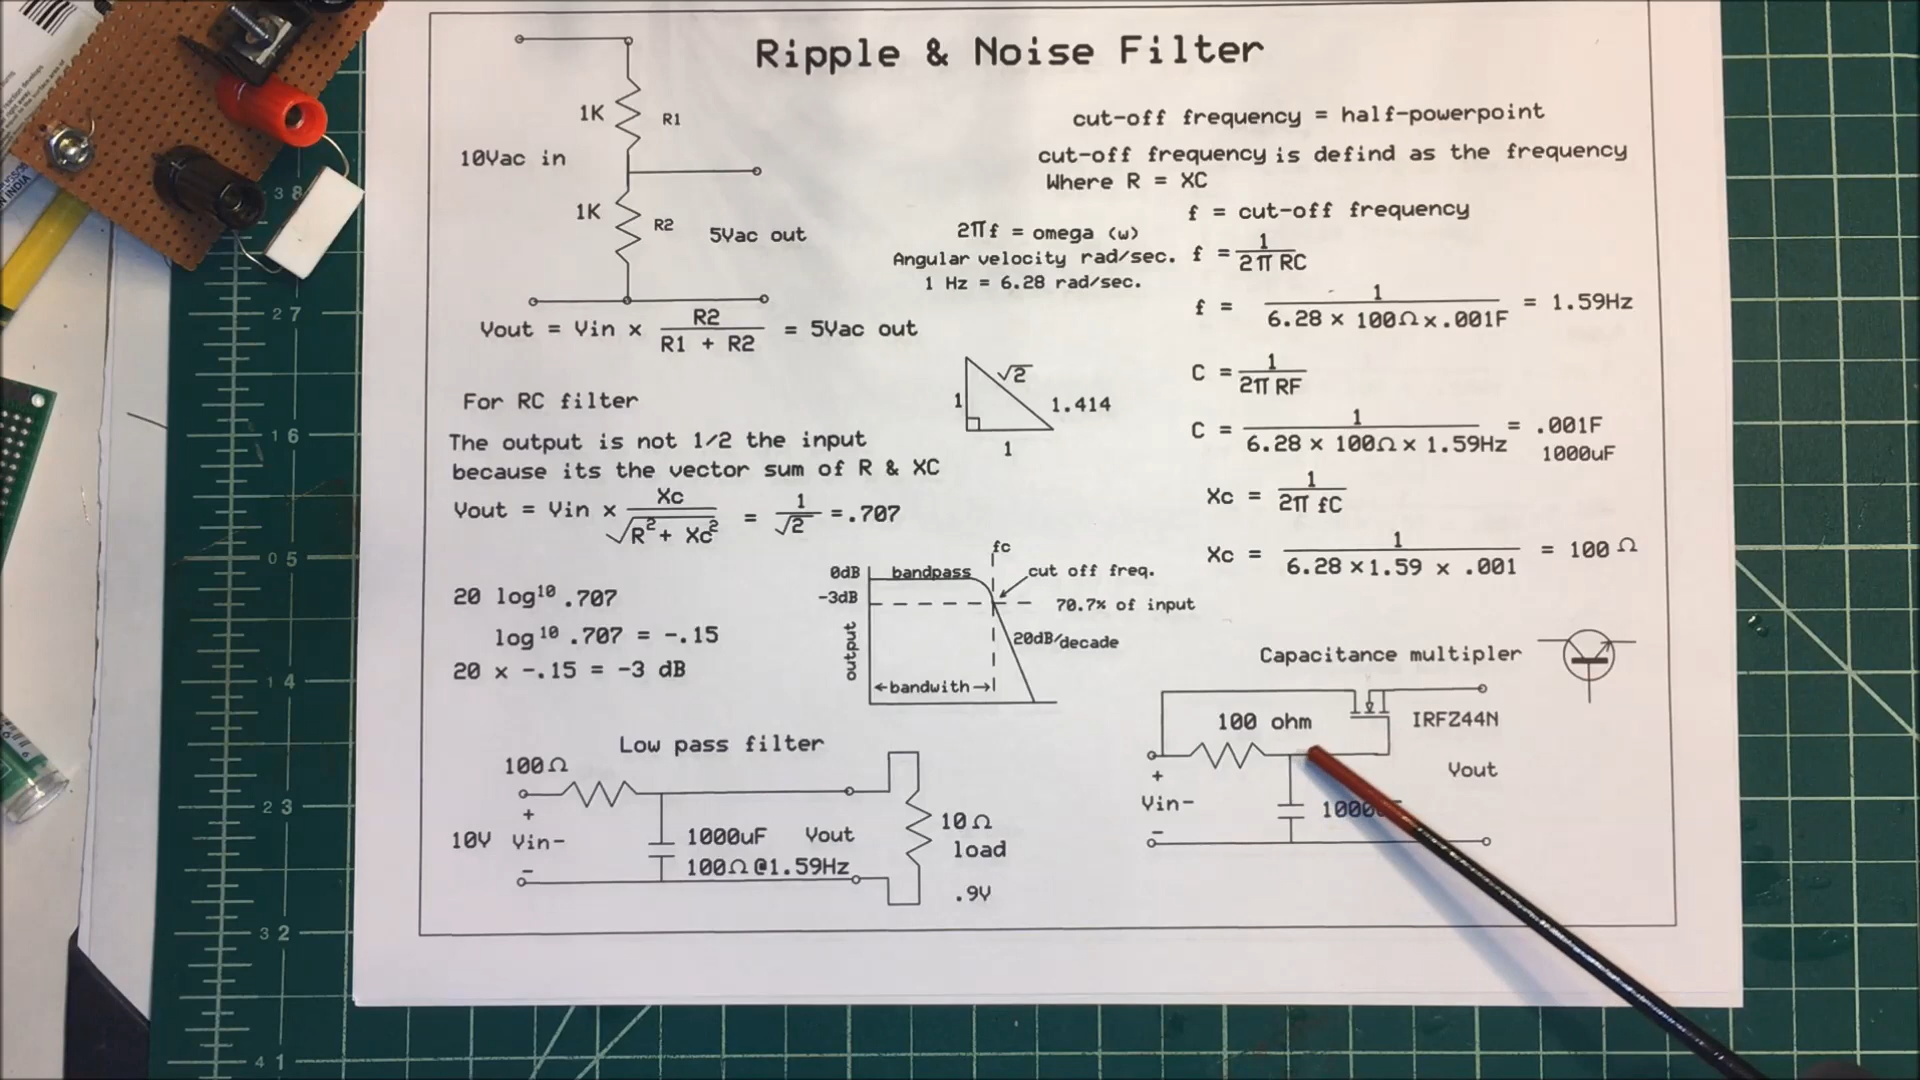 Ripple & Noise Filter
1K
R1
10Vac in
1K
R2
5Vac out
Vout = Vin x R2 / R1 + R2 = 5Vac out
cut-off frequency = half-powerpoint
cut-off frequency is defind as the frequency
Where R = XC
f = cut-off frequency
2πf = omega (w)
Angular velocity rad/sec.
1 Hz = 6.28 rad/sec.
f = 1 / 2π RC
f = 1 / 6.28 x 100Ω x .001F = 1.59Hz
C = 1 / 2π RF
C = 1 / 6.28 x 100Ω x 1.59Hz = .001F
1000uF
Xc = 1 / 2π fC
Xc = 1 / 6.28 x 1.59 x .001 = 100 Ω
√2
1
1.414
1
For RC filter
The output is not 1/2 the input
because its the vector sum of R & XC
Vout = Vin x Xc / √R² + Xc² = 1 / √2 = .707
20 log¹⁰ .707
log¹⁰ .707 = -.15
20 x -.15 = -3 dB
fc
0dB
bandpass
cut off freq.
-3dB
70.7% of input
output
20dB/decade
←bandwith→
Low pass filter
100Ω
+
10V Vin-
-
1000uF
100Ω@1.59Hz
Vout
10Ω
load
.9V
Capacitance multipler
100 ohm
IRFZ44N
+
Vin-
-
Vout
38
27
16
05
14
23
32
41